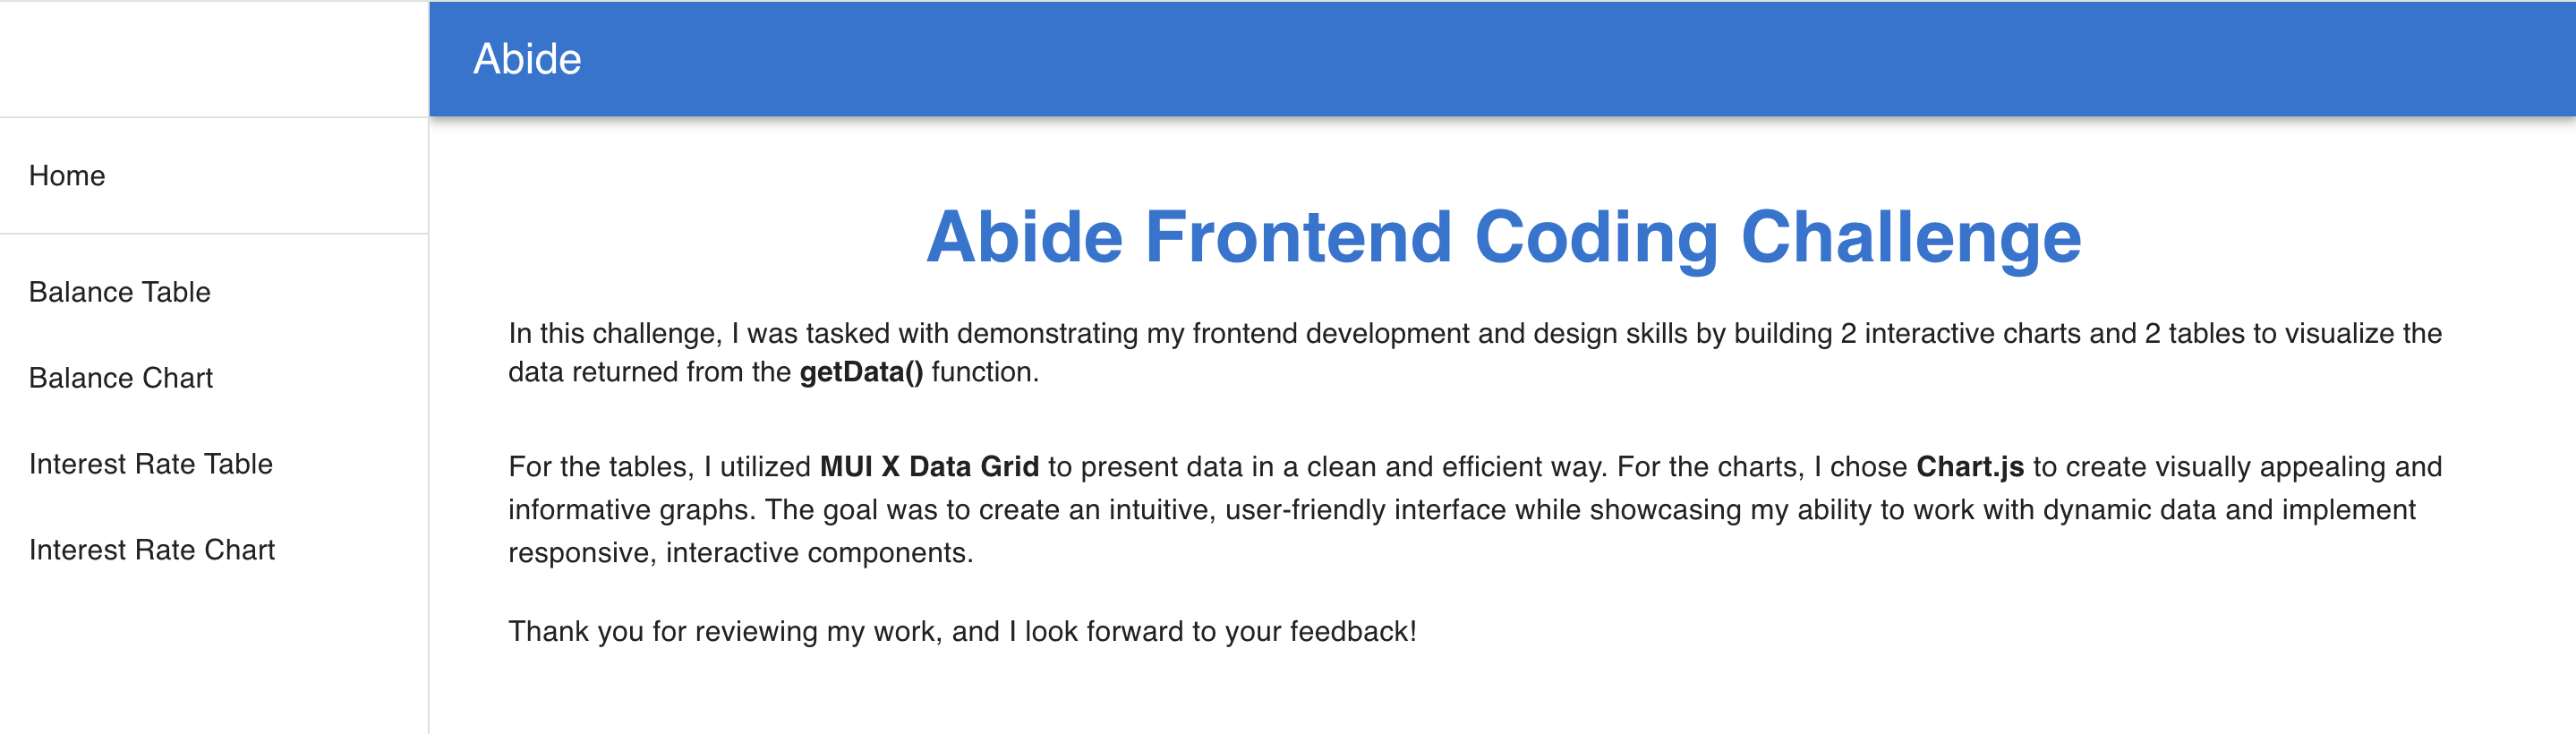 Abide
Home
Balance Table
Balance Chart
Interest Rate Table
Interest Rate Chart
Abide Frontend Coding Challenge
In this challenge, I was tasked with demonstrating my frontend development and design skills by building 2 interactive charts and 2 tables to visualize the
data returned from the getData() function.
For the tables, I utilized MUI X Data Grid to present data in a clean and efficient way. For the charts, I chose Chart.js to create visually appealing and
informative graphs. The goal was to create an intuitive, user-friendly interface while showcasing my ability to work with dynamic data and implement
responsive, interactive components.
Thank you for reviewing my work, and I look forward to your feedback!